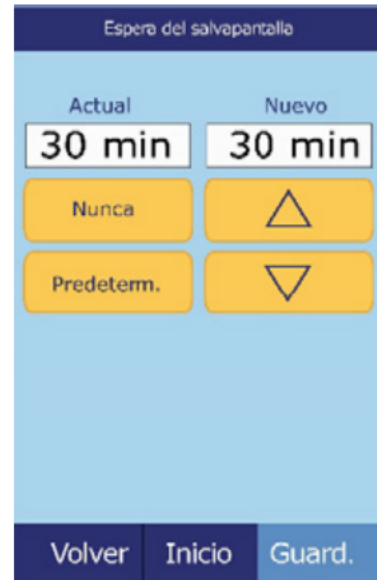 Espera del salvapantalla
Actual Nuevo
30 min 30 min
Nunca
Predeterm.
Volver Inicio Guard.